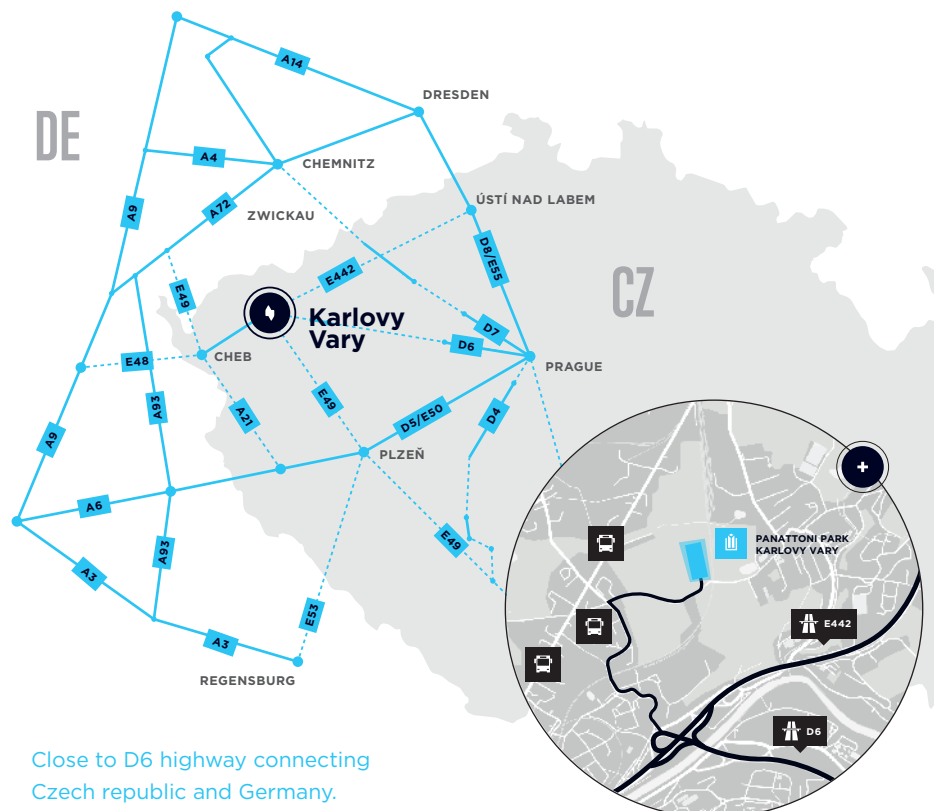 A14
DRESDEN
DE
A4
CHEMNITZ
A72
ZWICKAU
ÚSTÍ NAD LABEM
A9
D8/E55
E442
CZ
E49
Karlovy
Vary
D7
D6
E48
CHEB
PRAGUE
A93
E49
A21
D5/E50
D4
A9
PLZEŇ
A6
E49
A93
PANATTONI PARK
KARLOVY VARY
A3
E53
E442
A3
REGENSBURG
D6
Close to D6 highway connecting
Czech republic and Germany.